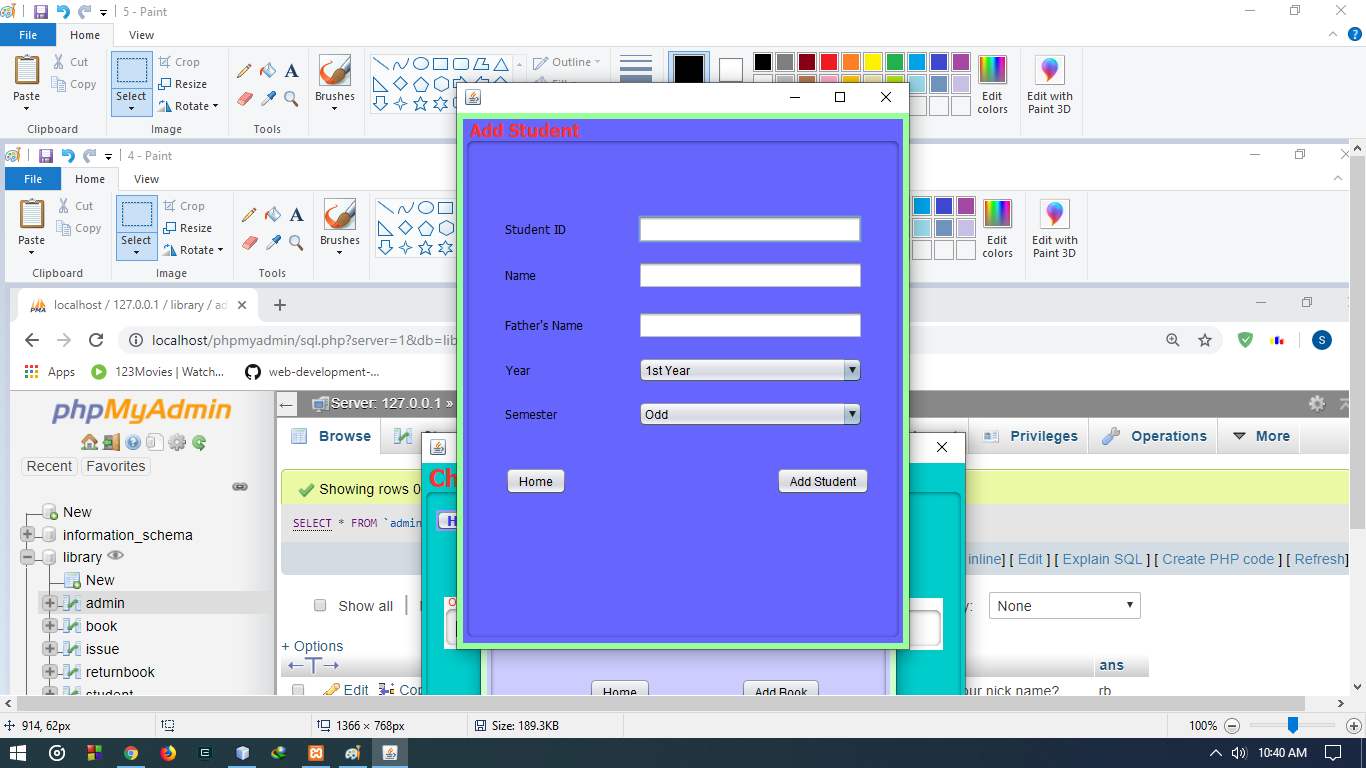 5 - Paint
File Home View
Paste Cut Copy Select Crop Resize Rotate Brushes Outline Edit colors Edit with Paint 3D
Clipboard Image Tools
4 - Paint
File Home View
Paste Cut Copy Select Crop Resize Rotate Brushes Edit colors Edit with Paint 3D
Clipboard Image Tools
Add Student
Student ID
Name
Father's Name
Year 1st Year
Semester Odd
Home Add Student
localhost / 127.0.0.1 / library / ad
localhost/phpmyadmin/sql.php?server=1&db=lib
S
Apps 123Movies | Watch... web-development-...
phpMyAdmin
Recent Favorites
New
information_schema
library
New
admin
book
issue
returnbook
student
Server: 127.0.0.1 »
Browse Privileges Operations More
Showing rows 0
SELECT * FROM `admin
inline] [ Edit ] [ Explain SQL ] [ Create PHP code ] [ Refresh]
Show all None
+ Options
ans
Edit our nick name? rb
Home Add Book
914, 62px 1366 × 768px Size: 189.3KB 100%
10:40 AM